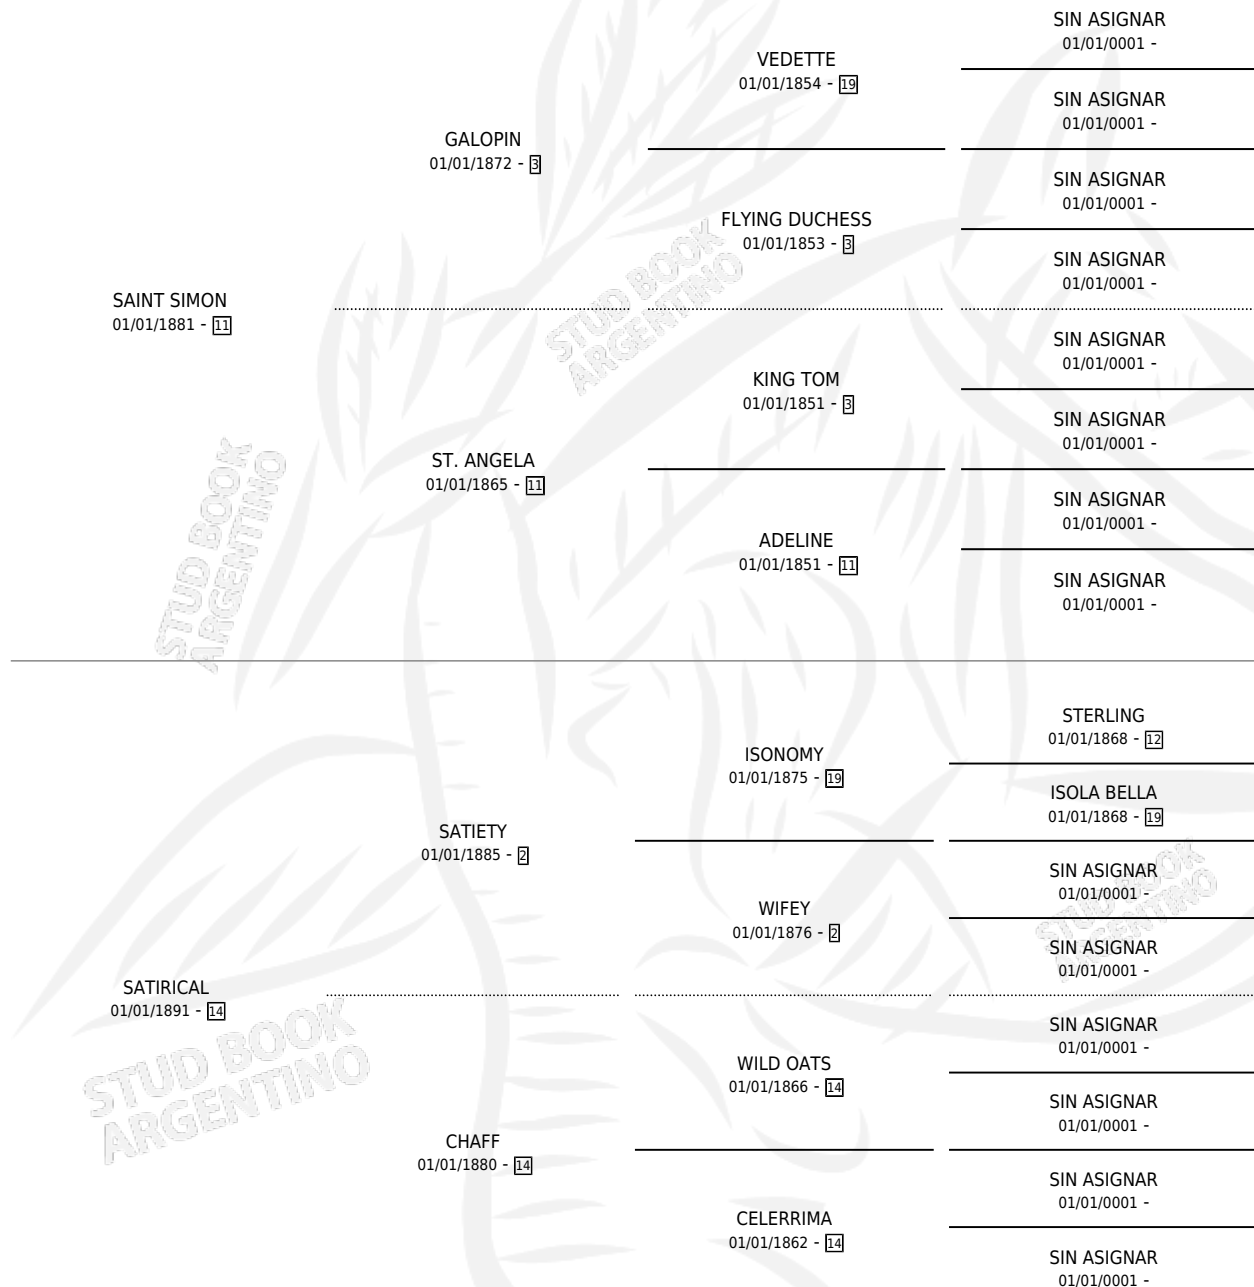 SAINT SIMON
01/01/1881 - 11
GALOPIN
01/01/1872 - 3
VEDETTE
01/01/1854 - 19
SIN ASIGNAR
01/01/0001 -
SIN ASIGNAR
01/01/0001 -
FLYING DUCHESS
01/01/1853 - 3
SIN ASIGNAR
01/01/0001 -
SIN ASIGNAR
01/01/0001 -
ST. ANGELA
01/01/1865 - 11
KING TOM
01/01/1851 - 3
SIN ASIGNAR
01/01/0001 -
SIN ASIGNAR
01/01/0001 -
ADELINE
01/01/1851 - 11
SIN ASIGNAR
01/01/0001 -
SIN ASIGNAR
01/01/0001 -
SATIRICAL
01/01/1891 - 14
SATIETY
01/01/1885 - 2
ISONOMY
01/01/1875 - 19
STERLING
01/01/1868 - 12
ISOLA BELLA
01/01/1868 - 19
WIFEY
01/01/1876 - 2
SIN ASIGNAR
01/01/0001 -
SIN ASIGNAR
01/01/0001 -
CHAFF
01/01/1880 - 14
WILD OATS
01/01/1866 - 14
SIN ASIGNAR
01/01/0001 -
SIN ASIGNAR
01/01/0001 -
CELERRIMA
01/01/1862 - 14
SIN ASIGNAR
01/01/0001 -
SIN ASIGNAR
01/01/0001 -
STUD BOOK
ARGENTINO
STUD BOOK
ARGENTINO
STUD BOOK
ARGENTINO
STUD BOOK
ARGENTINO